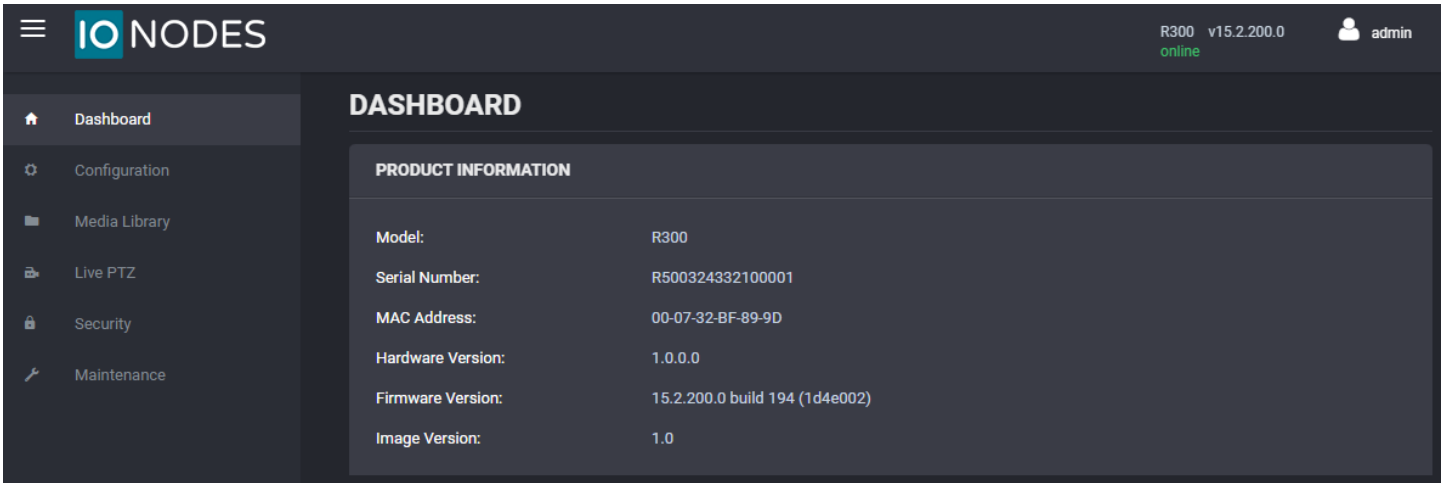 IO NODES
R300 v15.2.200.0
online
admin
Dashboard
Configuration
Media Library
Live PTZ
Security
Maintenance
DASHBOARD
PRODUCT INFORMATION
Model: R300
Serial Number: R500324332100001
MAC Address: 00-07-32-BF-89-9D
Hardware Version: 1.0.0.0
Firmware Version: 15.2.200.0 build 194 (1d4e002)
Image Version: 1.0